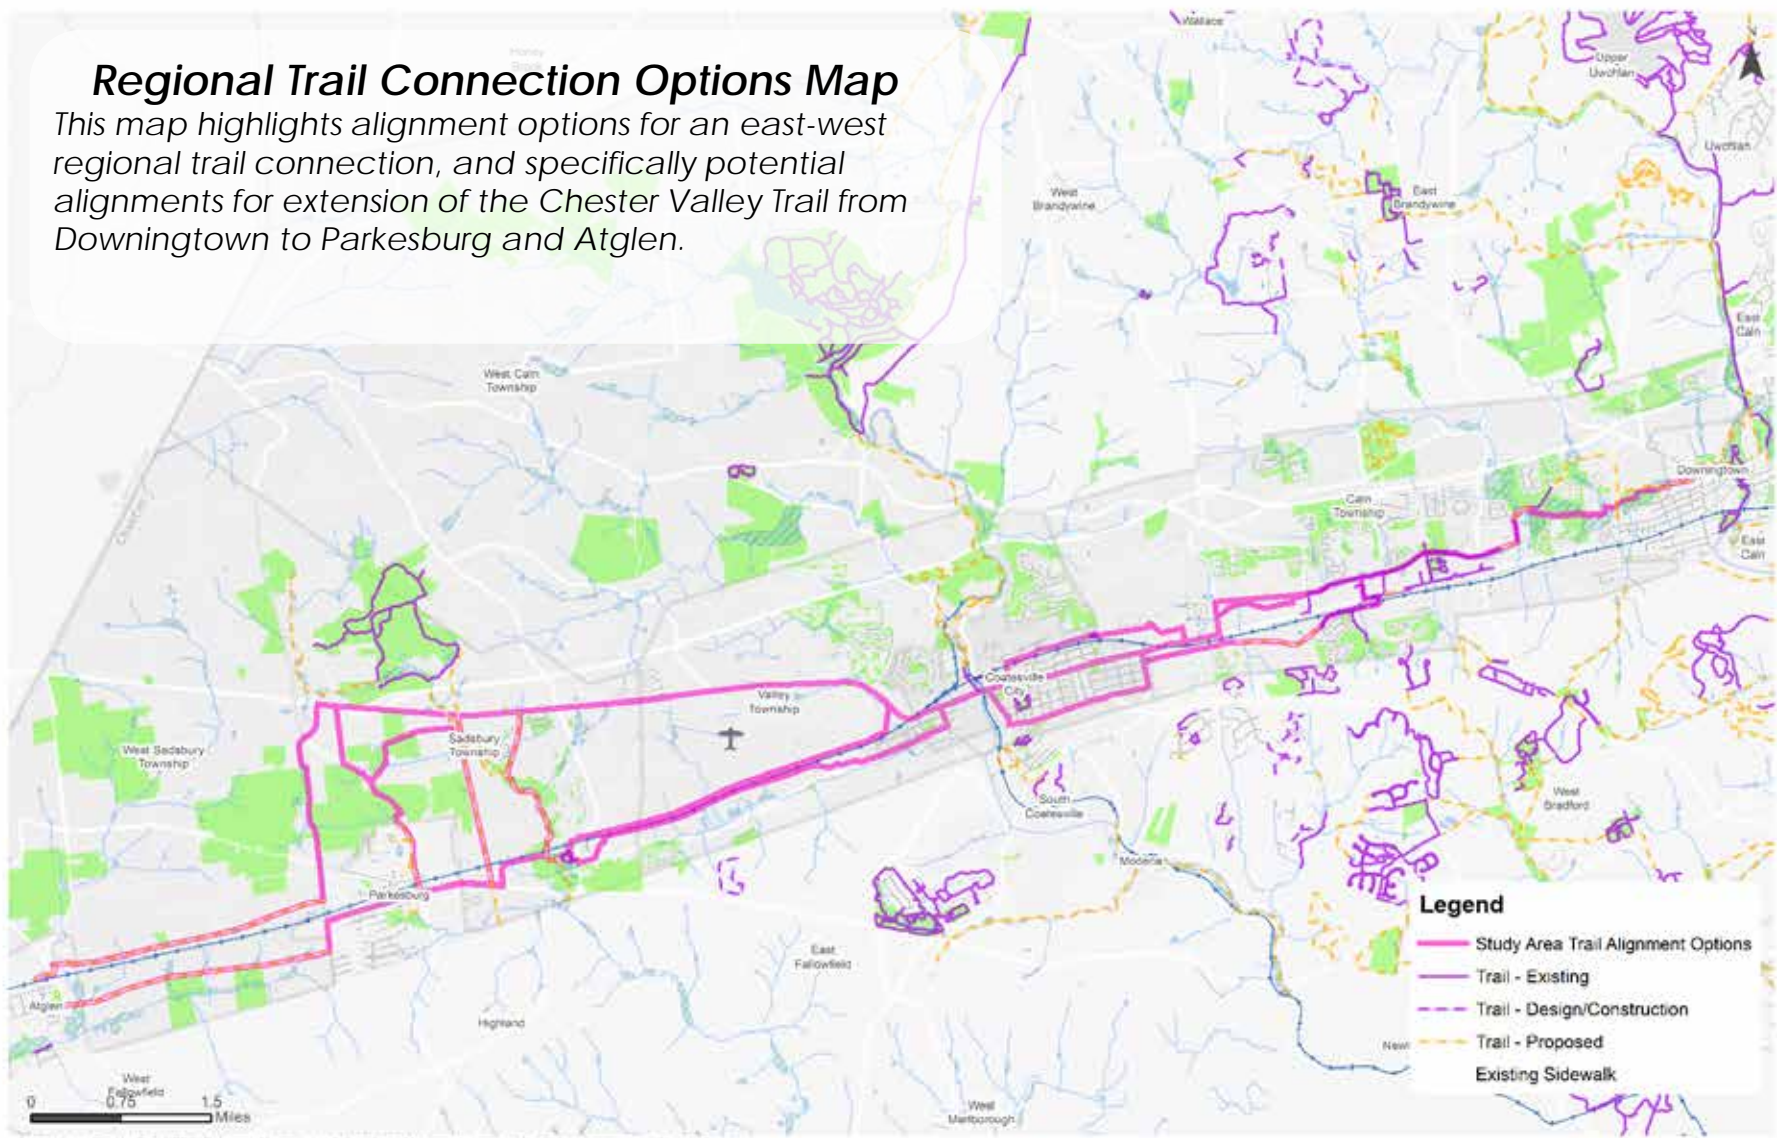 Regional Trail Connection Options Map
This map highlights alignment options for an east-west
regional trail connection, and specifically potential
alignments for extension of the Chester Valley Trail from
Downingtown to Parkesburg and Atglen.
Honey
Brook
Wallace
N
Upper
Uwchlan
Uwchlan
West
Brandywine
East
Brandywine
East
Caln
West Caln
Township
Downingtown
Caln
Township
East
Caln
Coatesville
City
Valley
Township
Sadsbury
Township
West Sadsbury
Township
South
Coatesville
West
Bradford
Modena
Parkesburg
East
Fallowfield
Atglen
Highland
West
Fallowfield
West
Marlborough
Newl
Legend
Study Area Trail Alignment Options
Trail - Existing
Trail - Design/Construction
Trail - Proposed
Existing Sidewalk
0 0.75 1.5
Miles